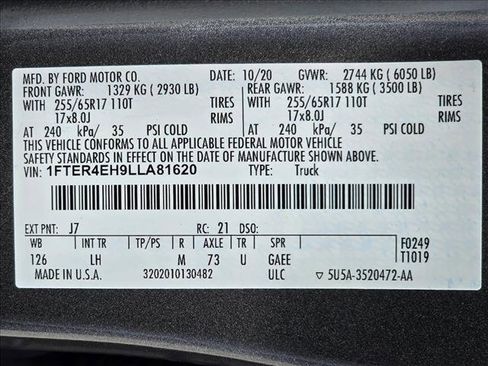 MFD. BY FORD MOTOR CO. 10/20 GVWR: 2744 KG (6050 LB)
FRONT GAWR: 1329 KG (2930 LB) REAR GAWR: 1588 KG (3500 LB)
WITH 255/65R17 110T TIRES WITH 255/65R17 110T TIRES
17x8.0J RIMS 17x8.0J RIMS
AT 240 kPa/ 35 PSI COLD AT 240 kPa/ 35 PSI COLD
THIS VEHICLE CONFORMS TO ALL APPLICABLE FEDERAL MOTOR VEHICLE
SAFETY AND THEFT PREVENTION STANDARDS IN EFFECT ON THE DATE OF MANUFACTURE SHOWN ABOVE.
VIN: 1FTER4EH9LLA81620 TYPE: Truck
EXT PNT: J7 RC: 21 DSO:
WB INT TR TP/PS R AXLE TR SPR F0249
126 LH M 73 U GAEE T1019
MADE IN U.S.A. 3202010130482 ULC ▽ 5U5A-3520472-AA